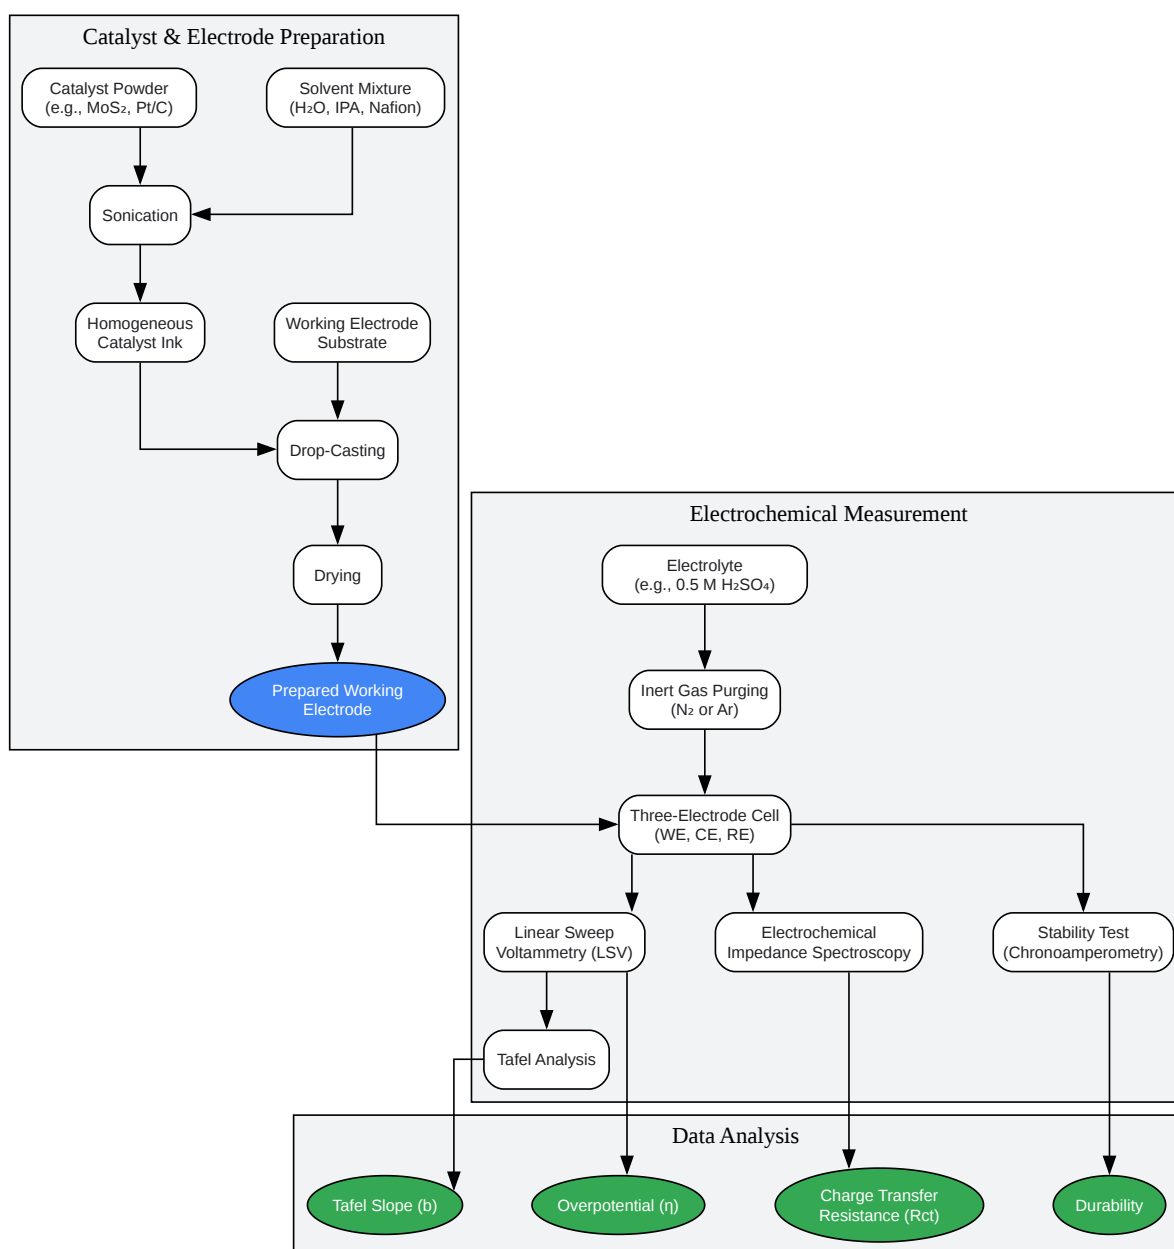 Catalyst & Electrode Preparation
Catalyst Powder
(e.g., MoS₂, Pt/C)
Solvent Mixture
(H₂O, IPA, Nafion)
Sonication
Homogeneous
Catalyst Ink
Working Electrode
Substrate
Drop-Casting
Drying
Prepared Working
Electrode
Electrochemical Measurement
Electrolyte
(e.g., 0.5 M H₂SO₄)
Inert Gas Purging
(N₂ or Ar)
Three-Electrode Cell
(WE, CE, RE)
Linear Sweep
Voltammetry (LSV)
Electrochemical
Impedance Spectroscopy
Stability Test
(Chronoamperometry)
Tafel Analysis
Data Analysis
Tafel Slope (b)
Overpotential (η)
Charge Transfer
Resistance (Rct)
Durability